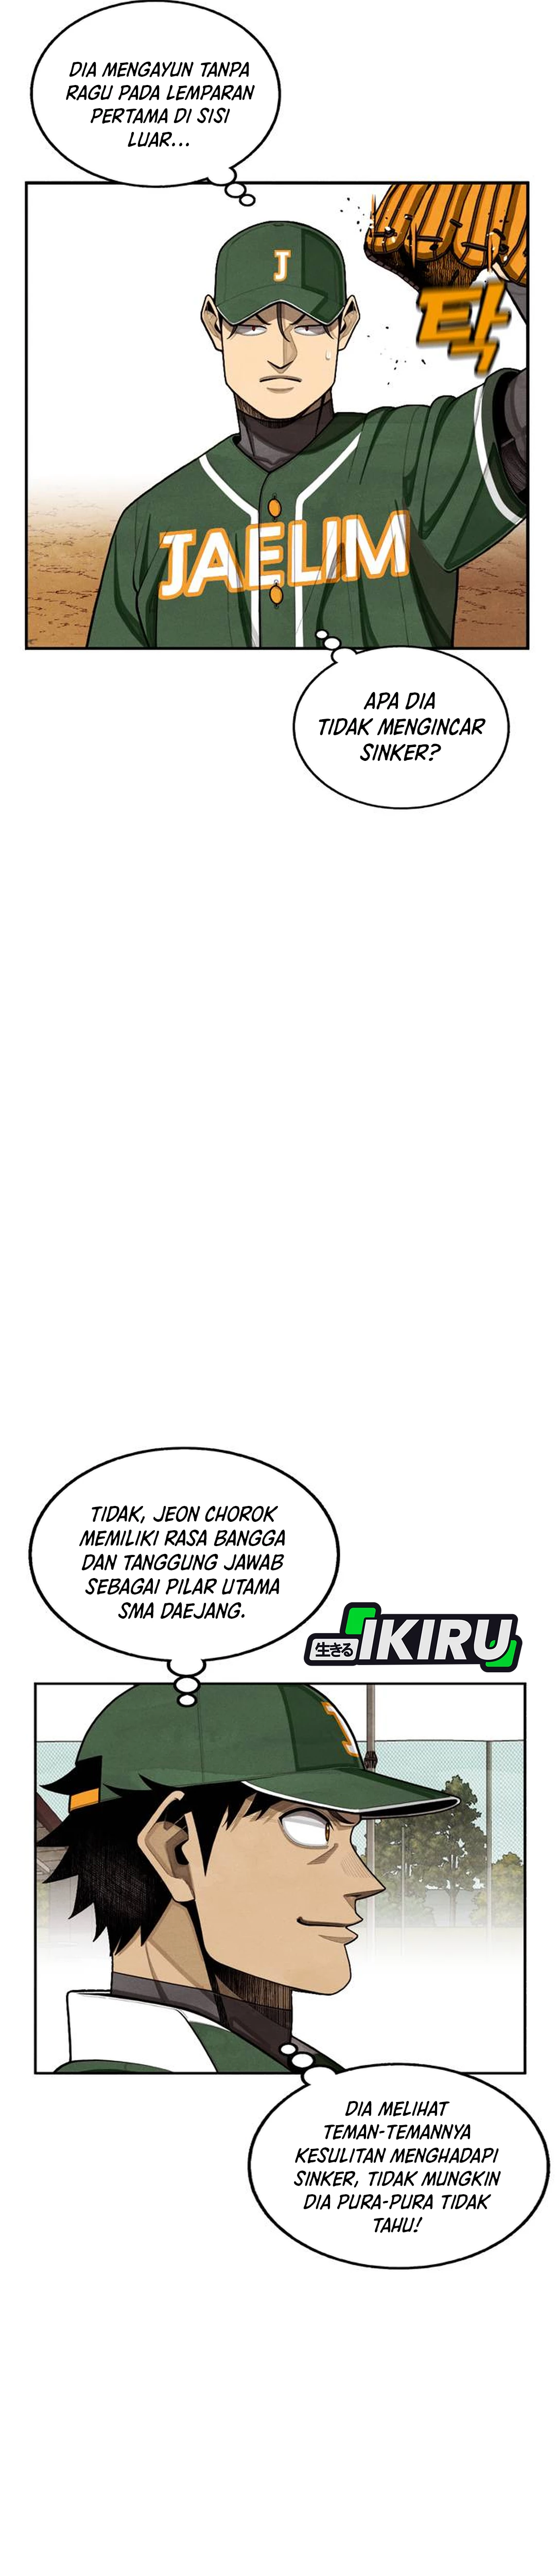 DIA MENGAYUN TANPA
RAGU PADA LEMPARAN
PERTAMA DI SISI
LUAR...
J
탁
JAELIM
APA DIA
TIDAK MENGINCAR
SINKER?
TIDAK, JEON CHOROK
MEMILIKI RASA BANGGA
DAN TANGGUNG JAWAB
SEBAGAI PILAR UTAMA
SMA DAEJANG.
生きる IKIRU
DIA MELIHAT
TEMAN-TEMANNYA
KESULITAN MENGHADAPI
SINKER, TIDAK MUNGKIN
DIA PURA-PURA TIDAK
TAHU!